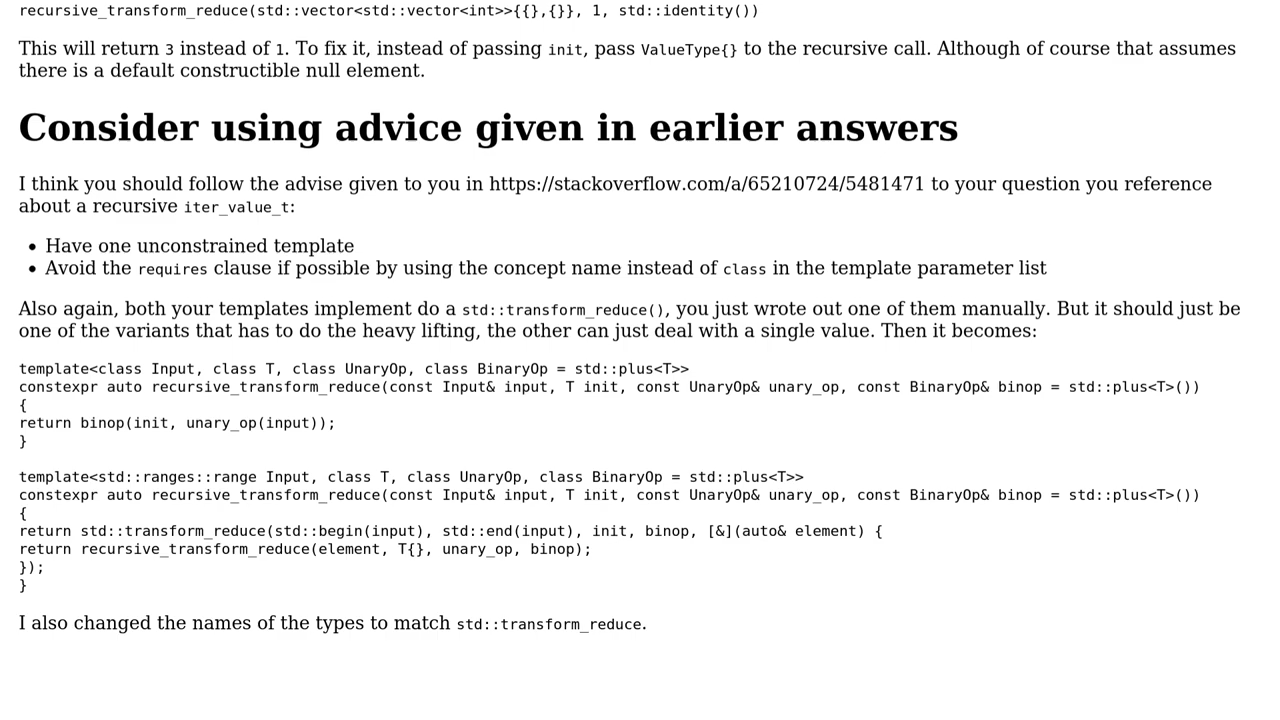 recursive_transform_reduce(std::vector<std::vector<int>>{{},{}}, 1, std::identity())
This will return 3 instead of 1. To fix it, instead of passing init, pass ValueType{} to the recursive call. Although of course that assumes
there is a default constructible null element.
Consider using advice given in earlier answers
I think you should follow the advise given to you in https://stackoverflow.com/a/65210724/5481471 to your question you reference
about a recursive iter_value_t:
• Have one unconstrained template
• Avoid the requires clause if possible by using the concept name instead of class in the template parameter list
Also again, both your templates implement do a std::transform_reduce(), you just wrote out one of them manually. But it should just be
one of the variants that has to do the heavy lifting, the other can just deal with a single value. Then it becomes:
template<class Input, class T, class UnaryOp, class BinaryOp = std::plus<T>>
constexpr auto recursive_transform_reduce(const Input& input, T init, const UnaryOp& unary_op, const BinaryOp& binop = std::plus<T>())
{
return binop(init, unary_op(input));
}
template<std::ranges::range Input, class T, class UnaryOp, class BinaryOp = std::plus<T>>
constexpr auto recursive_transform_reduce(const Input& input, T init, const UnaryOp& unary_op, const BinaryOp& binop = std::plus<T>())
{
return std::transform_reduce(std::begin(input), std::end(input), init, binop, [&](auto& element) {
return recursive_transform_reduce(element, T{}, unary_op, binop);
});
}
I also changed the names of the types to match std::transform_reduce.